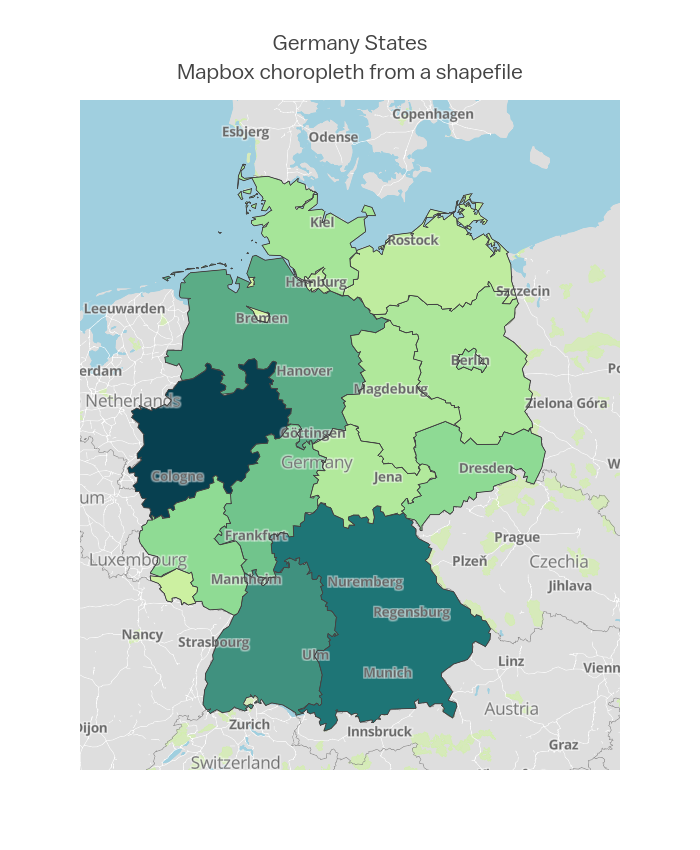 Germany States
Mapbox choropleth from a shapefile
Copenhagen
Esbjerg
Odense
Kiel
Rostock
Hamburg
Szczecin
Leeuwarden
Bremen
Berlin
erdam
Hanover
Magdeburg
Netherlands
Zielona Góra
Göttingen
Germany
Dresden
Cologne
Jena
um
Frankfurt
Prague
Luxembourg
Plzeň
Czechia
Mannheim
Nuremberg
Jihlava
Regensburg
Nancy
Strasbourg
Ulm
Linz
Vienn
Munich
Austria
Dijon
Zurich
Innsbruck
Graz
Switzerland